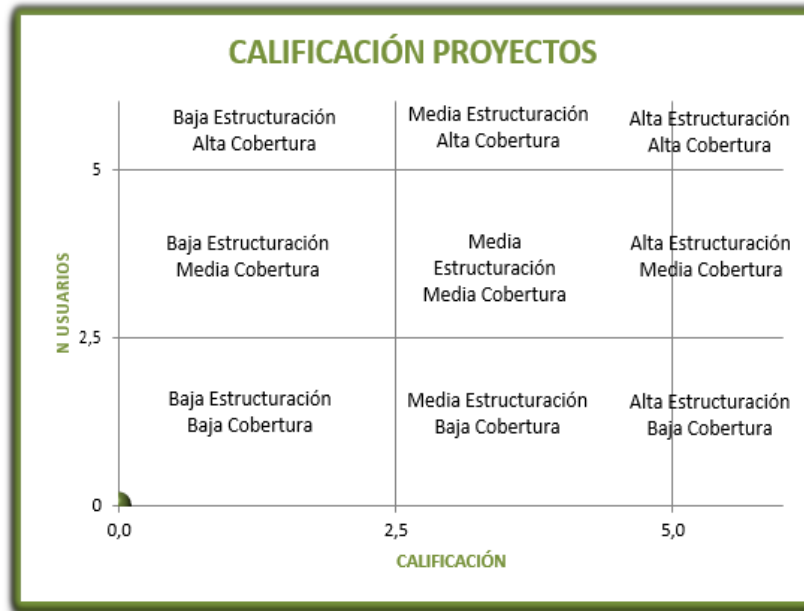 CALIFICACIÓN PROYECTOS
Baja Estructuración
Alta Cobertura
Media Estructuración
Alta Cobertura
Alta Estructuración
Alta Cobertura
5
Baja Estructuración
Media Cobertura
Media
Estructuración
Media Cobertura
Alta Estructuración
Media Cobertura
N USUARIOS
2,5
Baja Estructuración
Baja Cobertura
Media Estructuración
Baja Cobertura
Alta Estructuración
Baja Cobertura
0
0,0
2,5
5,0
CALIFICACIÓN